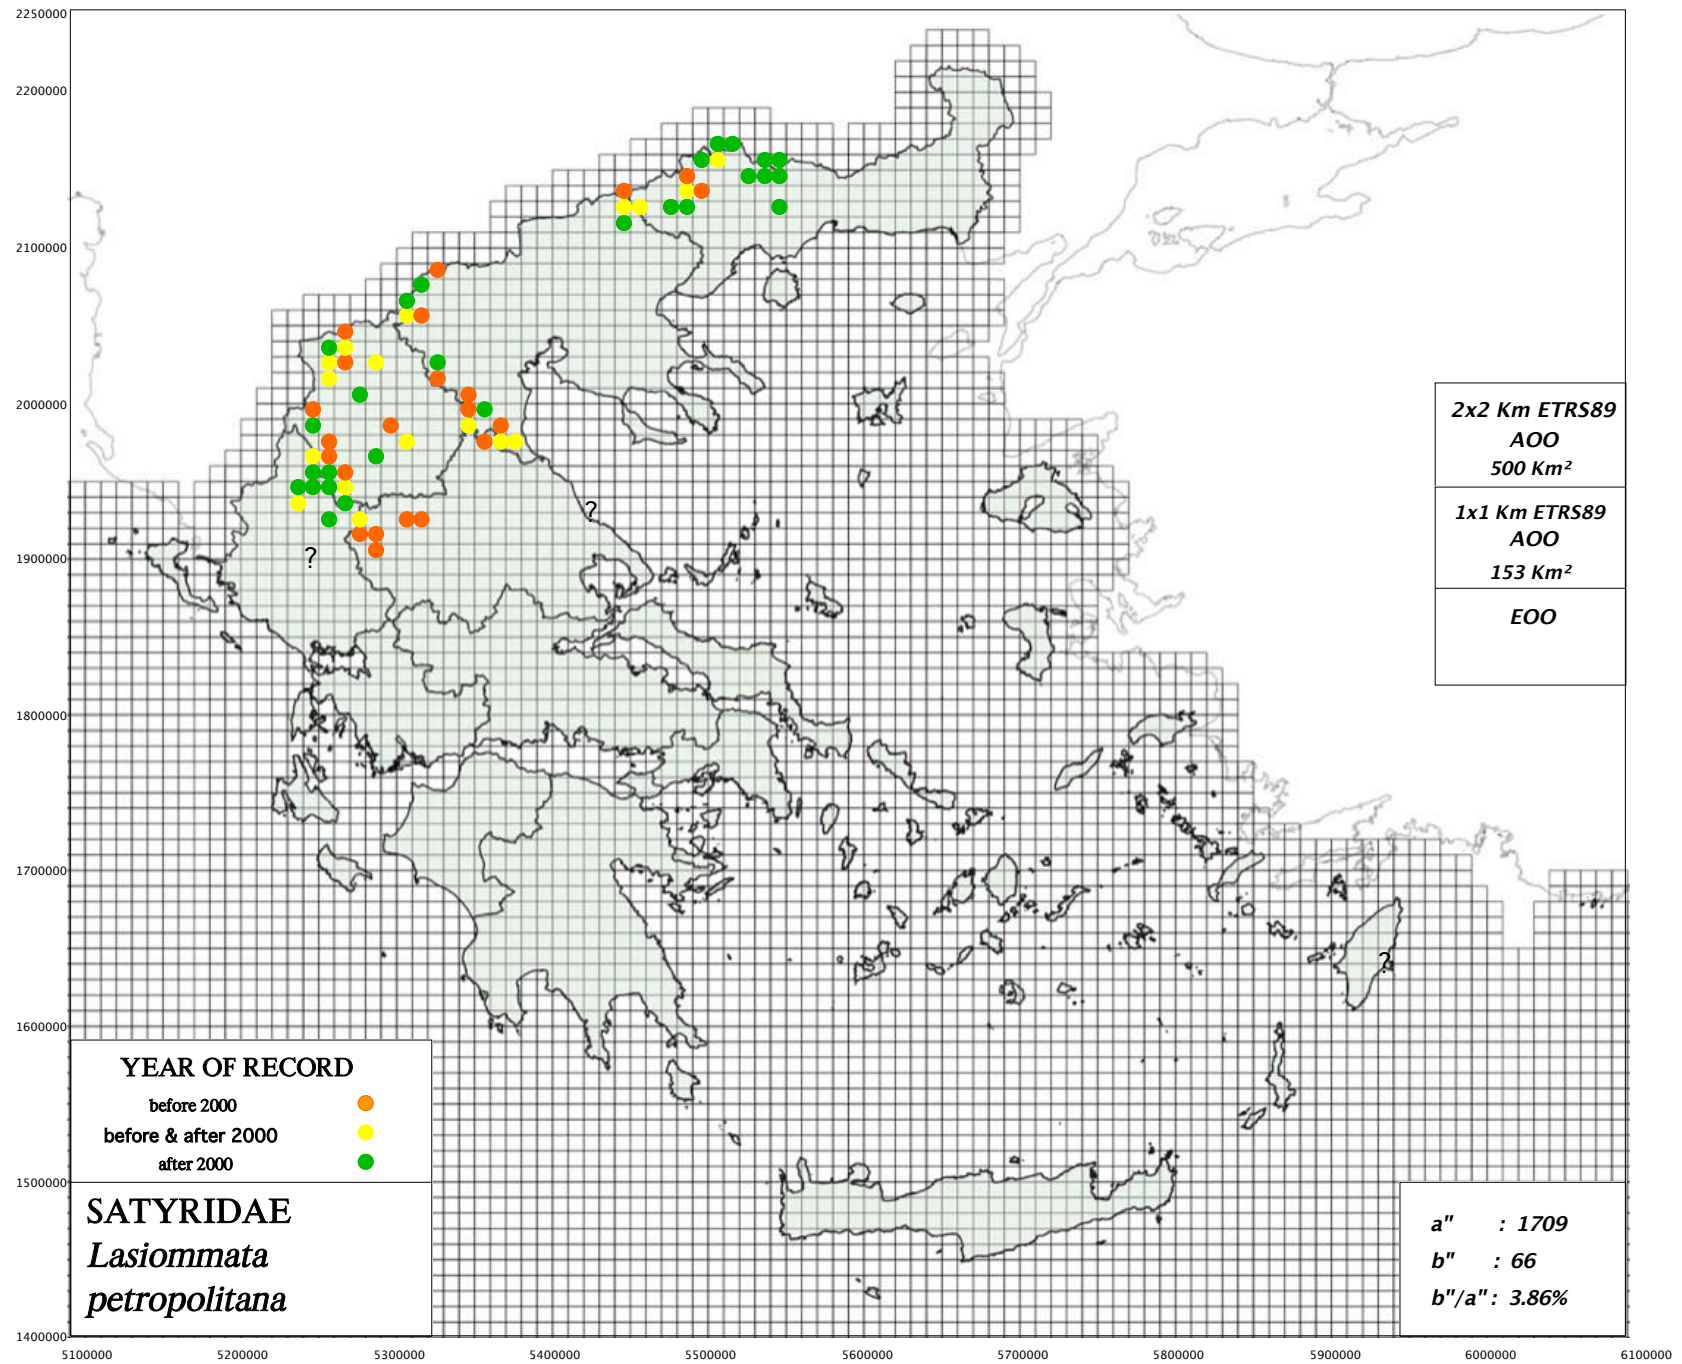 2250000
2200000
2100000
2000000
1900000
1800000
1700000
1600000
1500000
1400000
?
?
?
2x2 Km ETRS89
AOO
500 Km²
1x1 Km ETRS89
AOO
153 Km²
EOO
YEAR OF RECORD
before 2000
before & after 2000
after 2000
SATYRIDAE
Lasiommata
petropolitana
a" : 1709
b" : 66
b"/a" : 3.86%
5100000 5200000 5300000 5400000 5500000 5600000 5700000 5800000 5900000 6000000 6100000